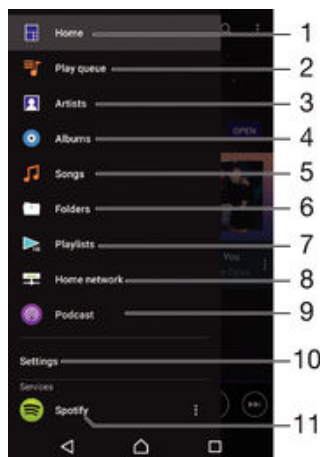 Home 1
Play queue 2
Artists 3
Albums 4
OPEN
Songs 5
Folders 6
Playlists 7
You
Home network 8
Podcast 9
Settings 10
Services
Spotify 11